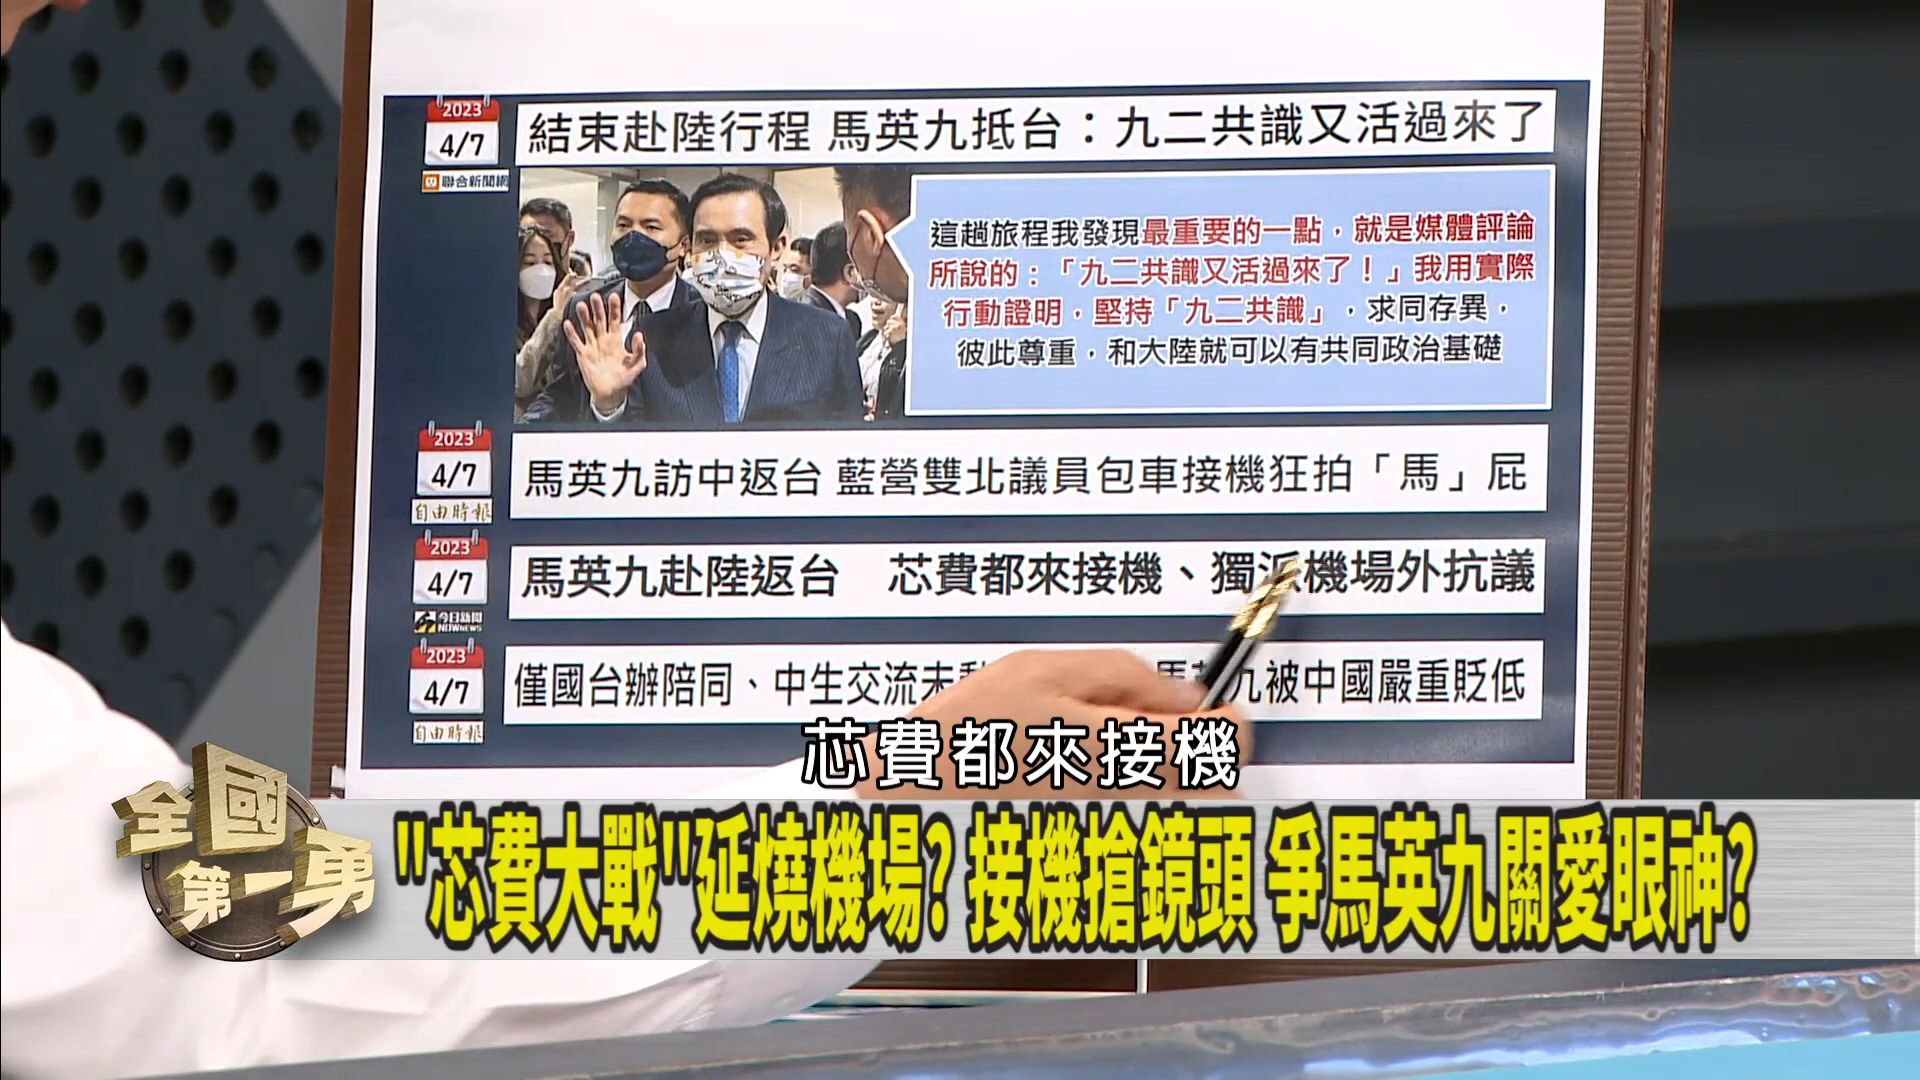 2023
4/7
聯合新聞網
結束赴陸行程 馬英九抵台：九二共識又活過來了
這趟旅程我發現最重要的一點，就是媒體評論
所說的：「九二共識又活過來了！」我用實際
行動證明，堅持「九二共識」，求同存異，
彼此尊重，和大陸就可以有共同政治基礎
2023
4/7
自由時報
馬英九訪中返台 藍營雙北議員包車接機狂拍「馬」屁
2023
4/7
今日新聞
NOWnews
馬英九赴陸返台 芯費都來接機、獨派機場外抗議
2023
4/7
自由時報
僅國台辦陪同、中生交流未 九被中國嚴重貶低
芯費都來接機
全國第一勇
"芯費大戰"延燒機場? 接機搶鏡頭 爭馬英九關愛眼神?